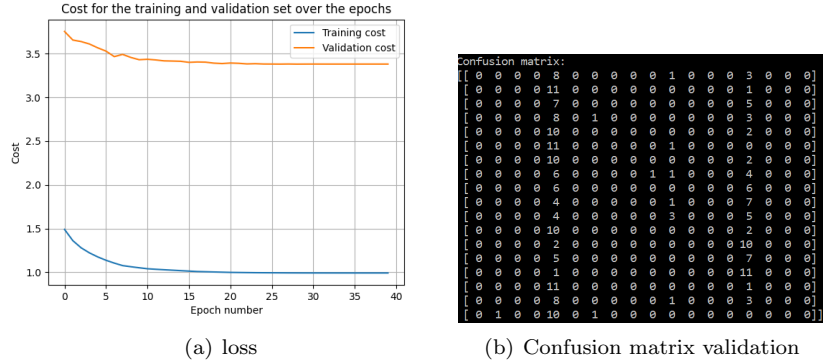 Cost for the training and validation set over the epochs
Training cost
Validation cost
3.5
3.0
2.5
2.0
1.5
1.0
Cost
0 5 10 15 20 25 30 35 40
Epoch number
(a) loss
Confusion matrix:
[[ 0 0 0 0 8 0 0 0 0 0 1 0 0 0 3 0 0 0]
[ 0 0 0 0 11 0 0 0 0 0 0 0 0 0 1 0 0 0]
[ 0 0 0 0 7 0 0 0 0 0 0 0 0 0 5 0 0 0]
[ 0 0 0 0 8 0 1 0 0 0 0 0 0 0 3 0 0 0]
[ 0 0 0 0 10 0 0 0 0 0 0 0 0 0 2 0 0 0]
[ 0 0 0 0 11 0 0 0 0 0 1 0 0 0 0 0 0 0]
[ 0 0 0 0 10 0 0 0 0 0 0 0 0 0 2 0 0 0]
[ 0 0 0 0 6 0 0 0 0 1 1 0 0 0 4 0 0 0]
[ 0 0 0 0 6 0 0 0 0 0 0 0 0 0 6 0 0 0]
[ 0 0 0 0 4 0 0 0 0 0 1 0 0 0 7 0 0 0]
[ 0 0 0 0 4 0 0 0 0 0 3 0 0 0 5 0 0 0]
[ 0 0 0 0 10 0 0 0 0 0 0 0 0 0 2 0 0 0]
[ 0 0 0 0 2 0 0 0 0 0 0 0 0 0 10 0 0 0]
[ 0 0 0 0 5 0 0 0 0 0 0 0 0 0 7 0 0 0]
[ 0 0 0 0 1 0 0 0 0 0 0 0 0 0 11 0 0 0]
[ 0 0 0 0 11 0 0 0 0 0 0 0 0 0 1 0 0 0]
[ 0 0 0 0 8 0 0 0 0 0 1 0 0 0 3 0 0 0]
[ 0 1 0 0 10 0 1 0 0 0 0 0 0 0 0 0 0 0]]
(b) Confusion matrix validation